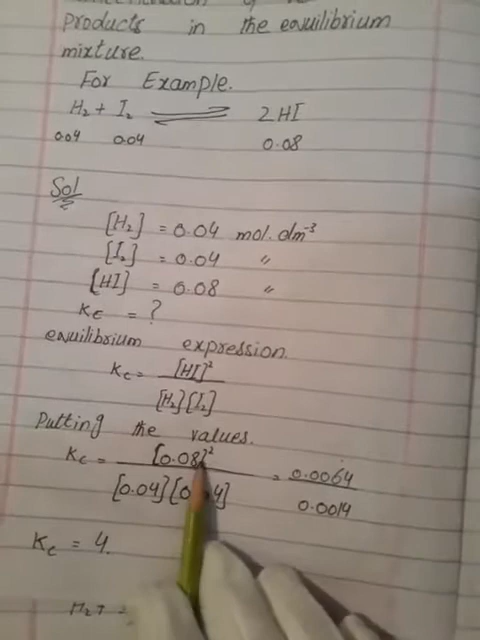 products in the equilibrium
mixture.
For Example.
H₂ + I₂ ⇌ 2HI
0.04 0.04 0.08
Sol
[H₂] = 0.04 mol.dm⁻³
[I₂] = 0.04 "
[HI] = 0.08 "
Kc = ?
equilibrium expression.
Kc = [HI]²
[H₂][I₂]
Putting the values.
Kc = [0.08]² = 0.0064
[0.04][0. 4] 0.0014
Kc = 4.